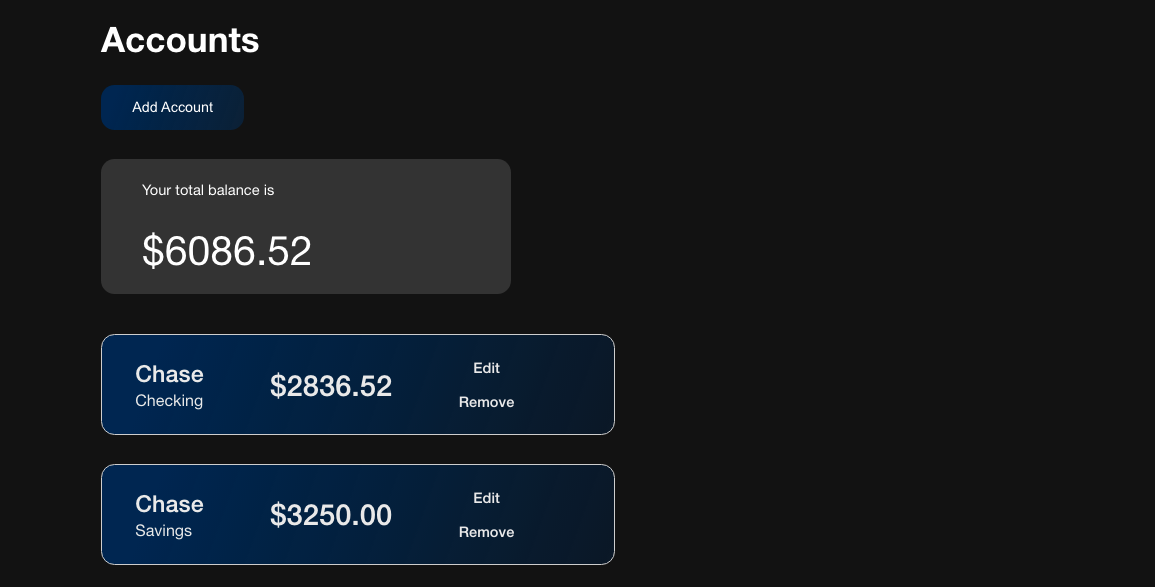 Accounts
Add Account
Your total balance is
$6086.52
Chase
Checking
$2836.52
Edit
Remove
Chase
Savings
$3250.00
Edit
Remove